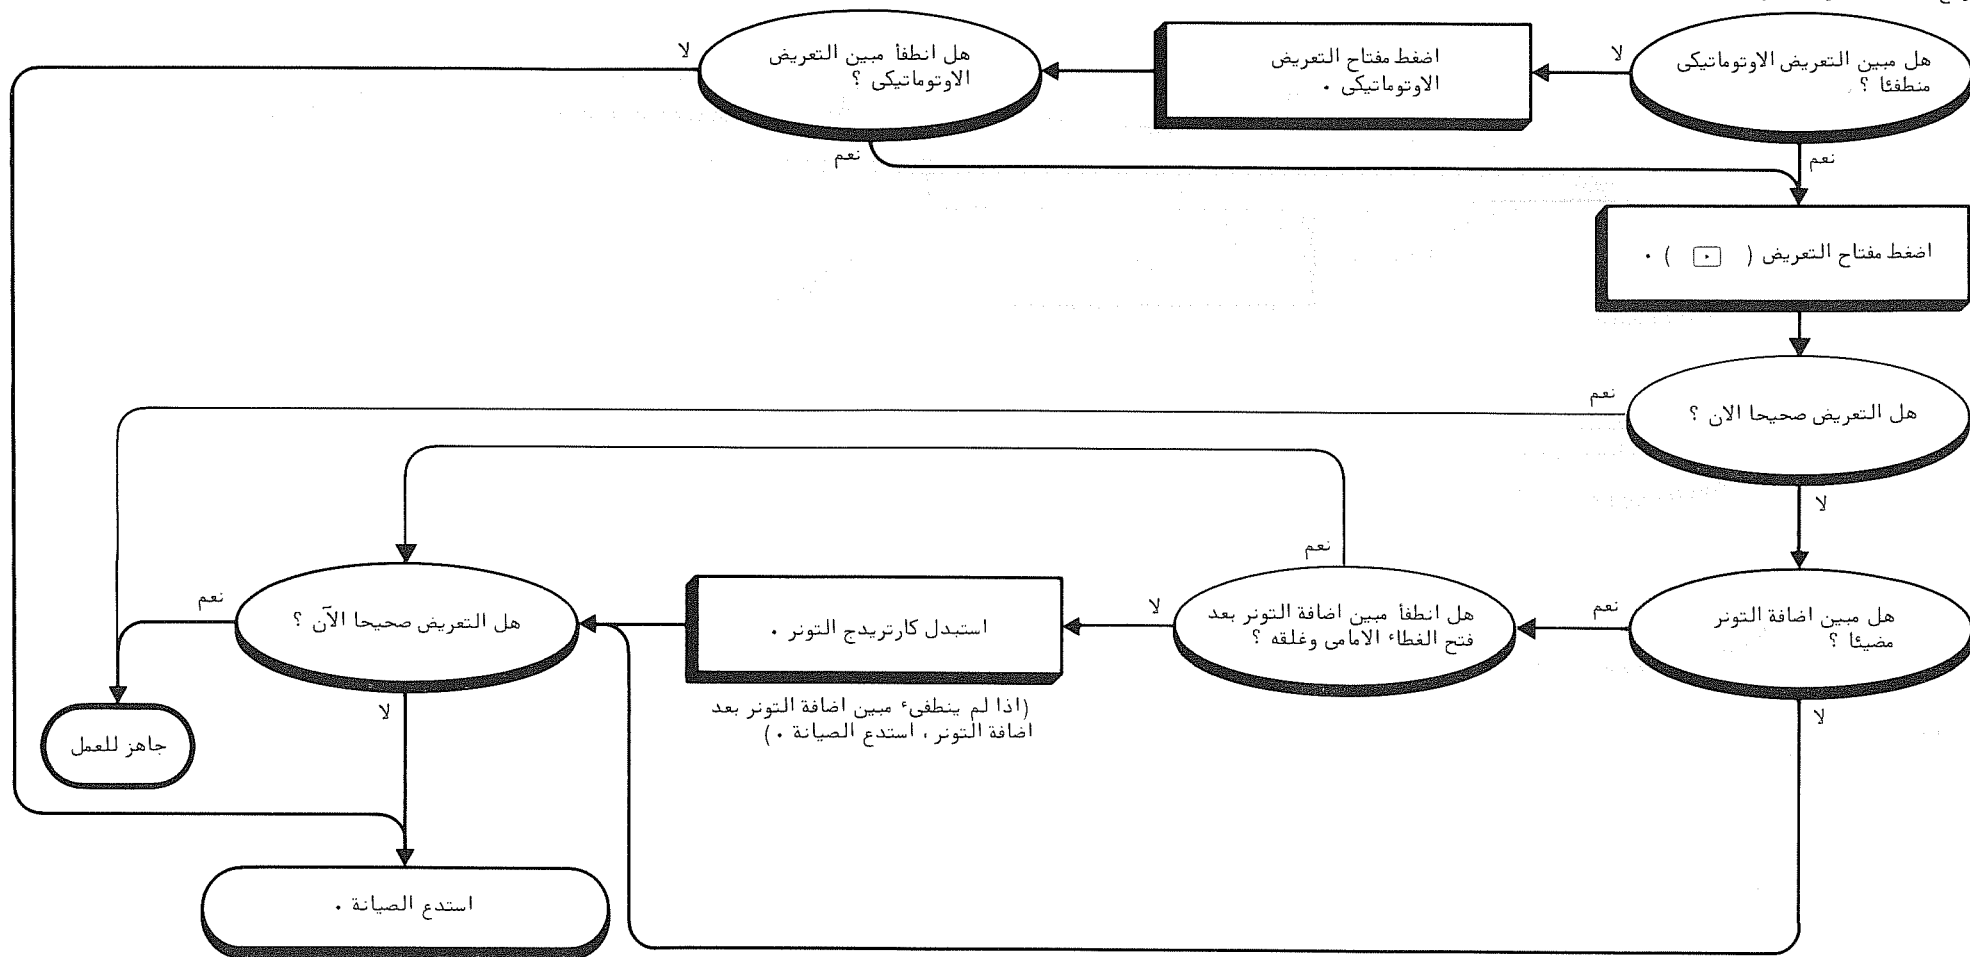 هل مبين التعريض الاوتوماتيكى
منطفئا ؟
لا
نعم
اضغط مفتاح التعريض
الاوتوماتيكى .
هل انطفأ مبين التعريض
الاوتوماتيكى ؟
لا
نعم
اضغط مفتاح التعريض ( ) .
هل التعريض صحيحا الان ؟
نعم
لا
هل مبين اضافة التونر
مضيئا ؟
نعم
لا
هل انطفأ مبين اضافة التونر بعد
فتح الغطاء الامامى وغلقه ؟
نعم
لا
استبدل كارتريدج التونر .
(اذا لم ينطفىء مبين اضافة التونر بعد
اضافة التونر ، استدع الصيانة .)
هل التعريض صحيحا الآن ؟
نعم
لا
جاهز للعمل
استدع الصيانة .